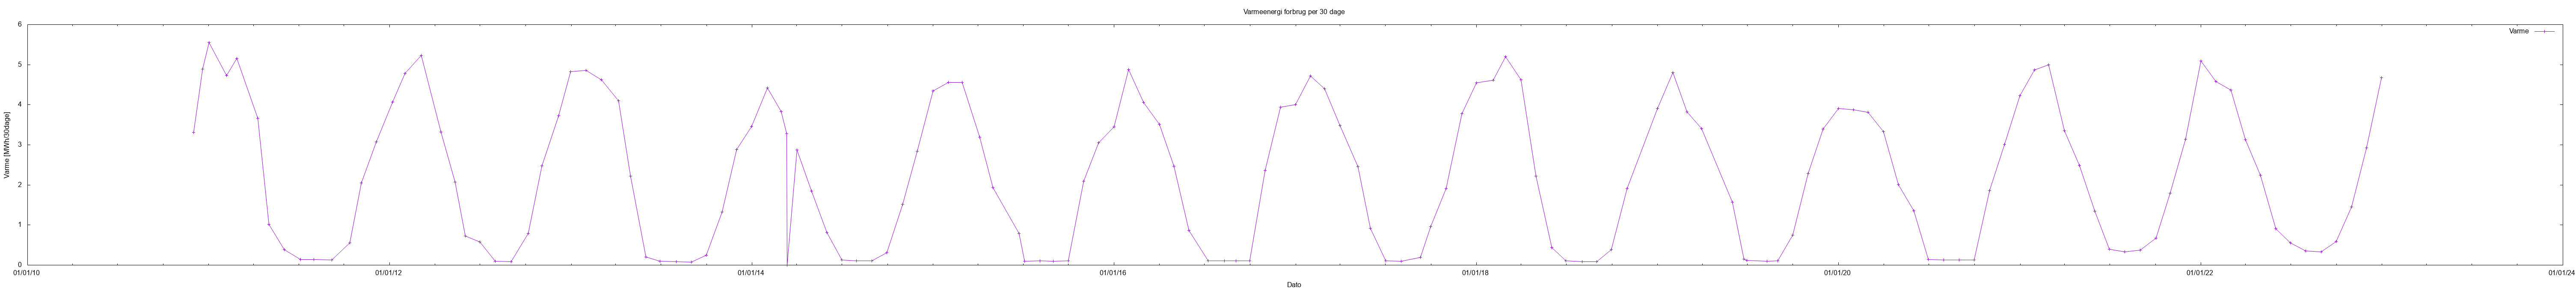 Varmeenergi forbrug per 30 dage
Varme
Varme [MWh/30dage]
6
5
4
3
2
1
0
01/01/10 01/01/12 01/01/14 01/01/16 01/01/18 01/01/20 01/01/22 01/01/24
Dato